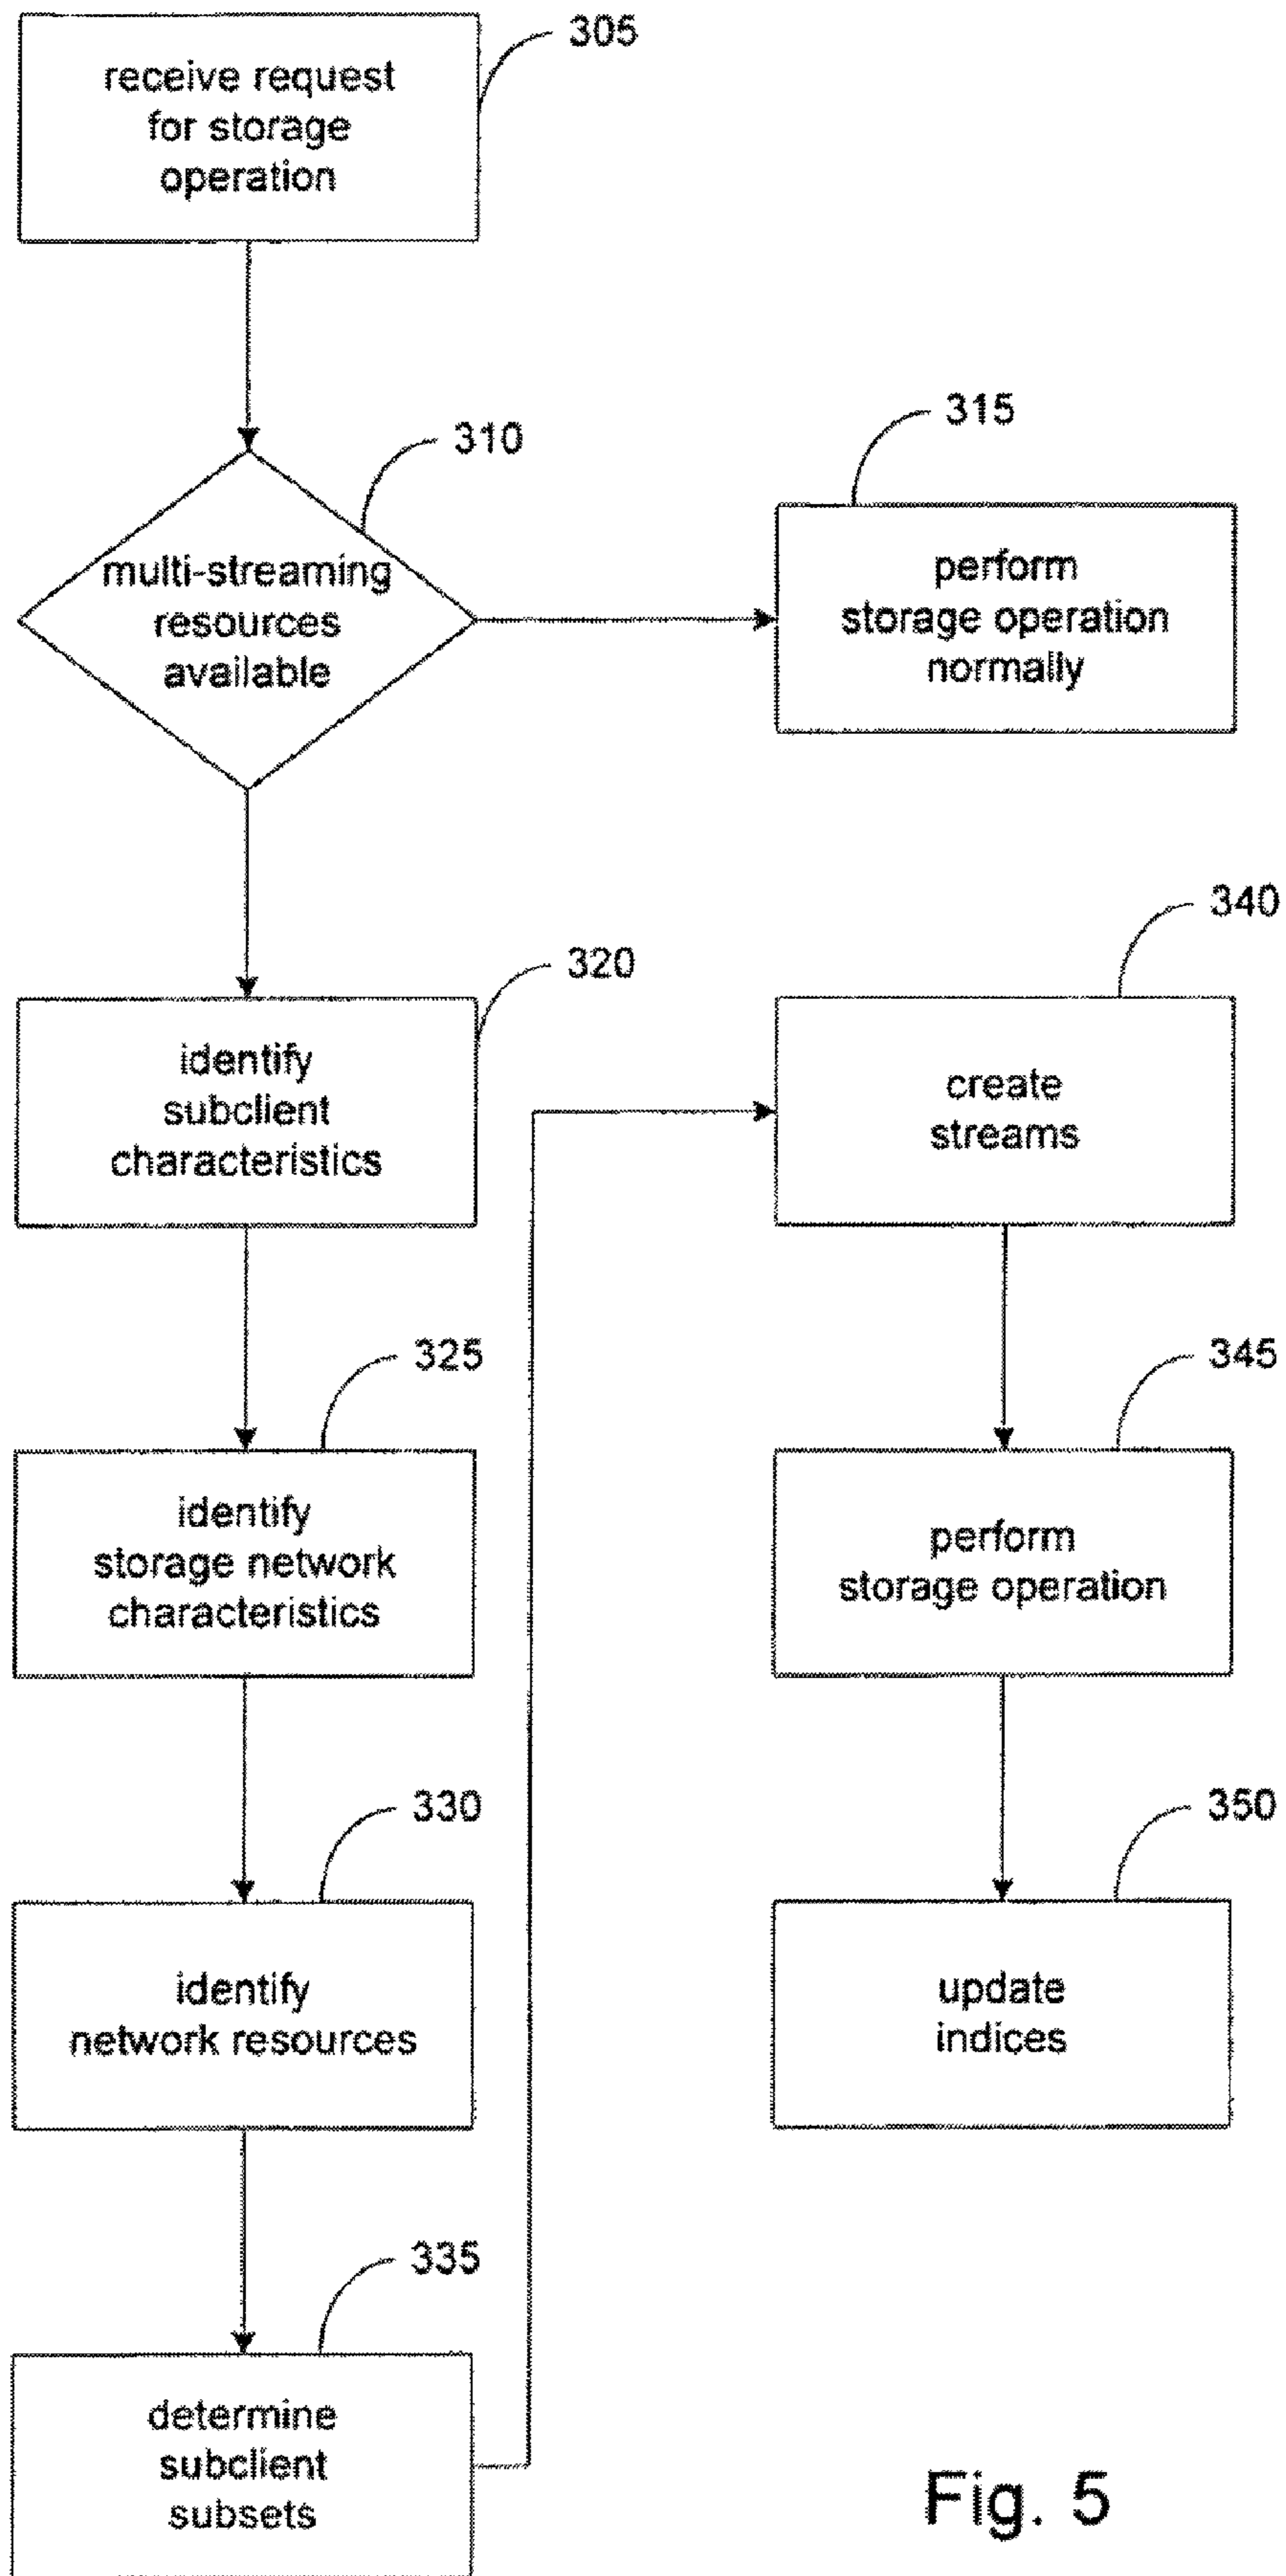 305
receive request
for storage
operation
310
multi-streaming
resources
available
315
perform
storage operation
normally
320
identify
subclient
characteristics
325
identify
storage network
characteristics
330
identify
network resources
335
determine
subclient
subsets
340
create
streams
345
perform
storage operation
350
update
indices
Fig. 5